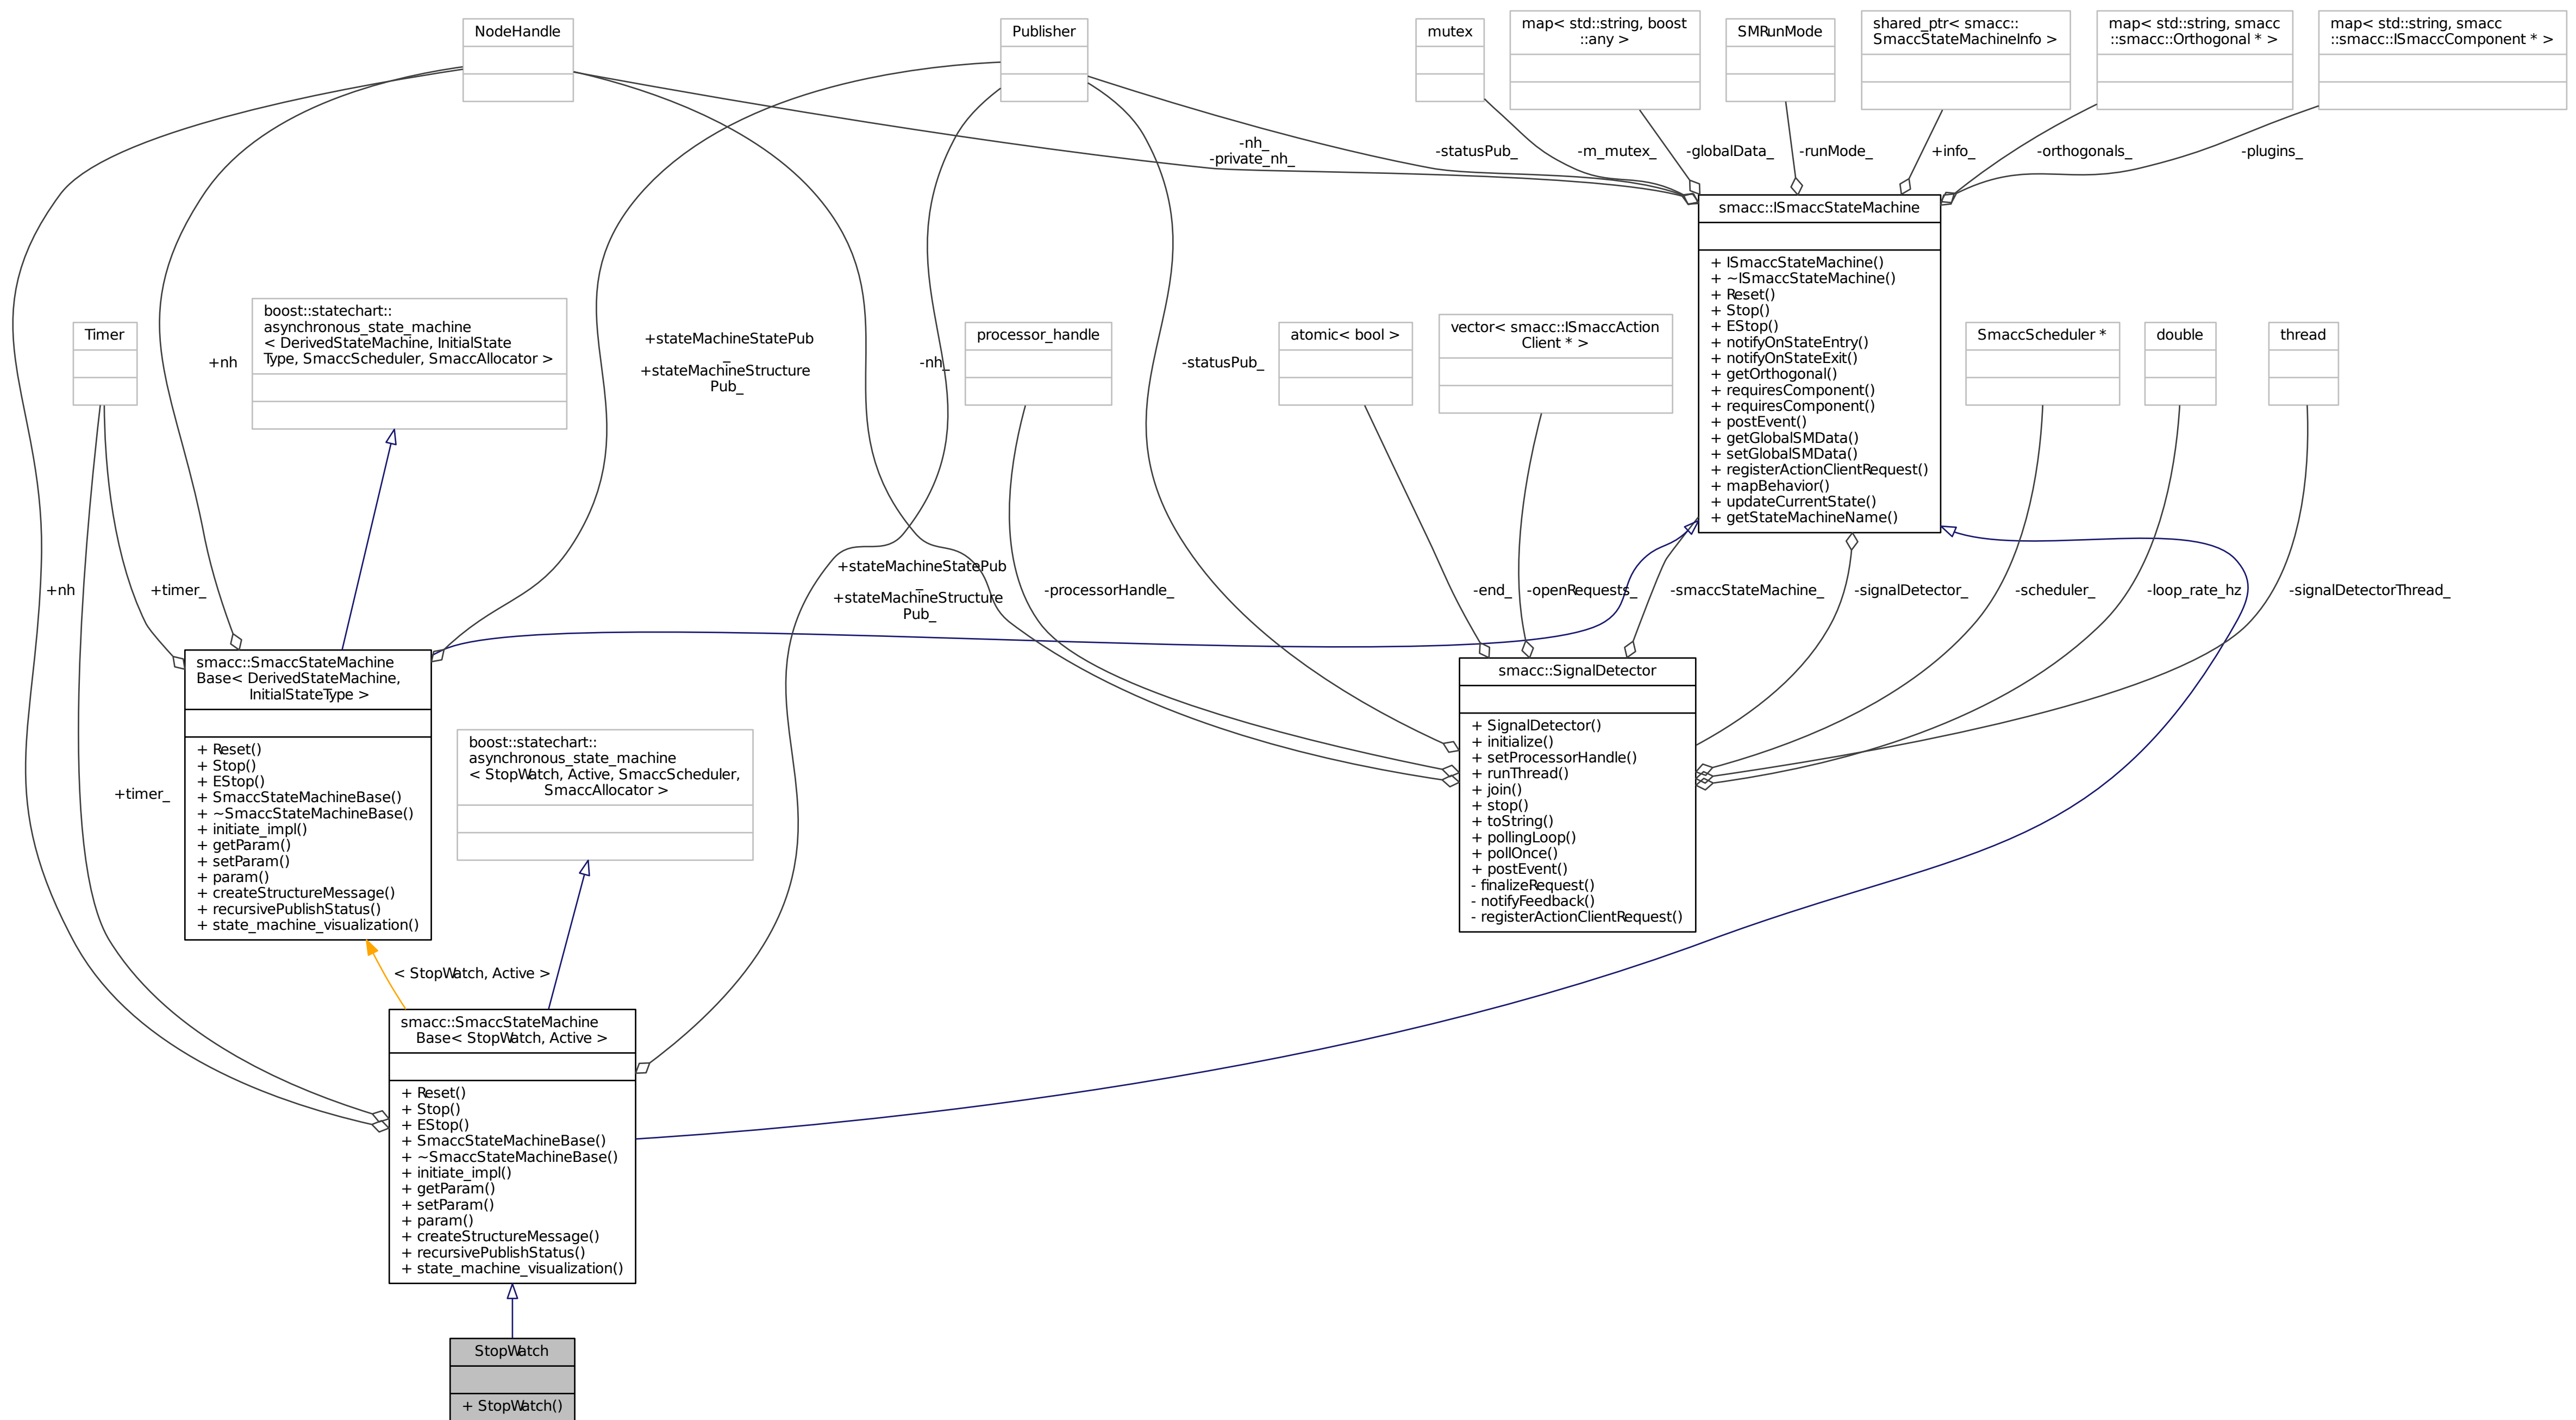 NodeHandle
Publisher
mutex
map< std::string, boost
::any >
SMRunMode
shared_ptr< smacc::
SmaccStateMachineInfo >
map< std::string, smacc
::smacc::Orthogonal * >
map< std::string, smacc
::smacc::ISmaccComponent * >
-nh_
-private_nh_
-statusPub_
-m_mutex_
-globalData_
-runMode_
+info_
-orthogonals_
-plugins_
smacc::ISmaccStateMachine
+ ISmaccStateMachine()
+ ~ISmaccStateMachine()
+ Reset()
+ Stop()
+ EStop()
+ notifyOnStateEntry()
+ notifyOnStateExit()
+ getOrthogonal()
+ requiresComponent()
+ requiresComponent()
+ postEvent()
+ getGlobalSMData()
+ setGlobalSMData()
+ registerActionClientRequest()
+ mapBehavior()
+ updateCurrentState()
+ getStateMachineName()
Timer
+nh
boost::statechart::
asynchronous_state_machine
< DerivedStateMachine, InitialState
Type, SmaccScheduler, SmaccAllocator >
+stateMachineStatePub
_
+stateMachineStructure
Pub_
-nh_
processor_handle
-statusPub_
atomic< bool >
vector< smacc::ISmaccAction
Client * >
SmaccScheduler *
double
thread
+nh
+timer_
+stateMachineStatePub
_
+stateMachineStructure
Pub_
-processorHandle_
-end_
-openRequests_
-smaccStateMachine_
-signalDetector_
-scheduler_
-loop_rate_hz
-signalDetectorThread_
smacc::SmaccStateMachine
Base< DerivedStateMachine,
InitialStateType >
+ Reset()
+ Stop()
+ EStop()
+ SmaccStateMachineBase()
+ ~SmaccStateMachineBase()
+ initiate_impl()
+ getParam()
+ setParam()
+ param()
+ createStructureMessage()
+ recursivePublishStatus()
+ state_machine_visualization()
+timer_
boost::statechart::
asynchronous_state_machine
< StopWatch, Active, SmaccScheduler,
SmaccAllocator >
smacc::SignalDetector
+ SignalDetector()
+ initialize()
+ setProcessorHandle()
+ runThread()
+ join()
+ stop()
+ toString()
+ pollingLoop()
+ pollOnce()
+ postEvent()
- finalizeRequest()
- notifyFeedback()
- registerActionClientRequest()
< StopWatch, Active >
smacc::SmaccStateMachine
Base< StopWatch, Active >
+ Reset()
+ Stop()
+ EStop()
+ SmaccStateMachineBase()
+ ~SmaccStateMachineBase()
+ initiate_impl()
+ getParam()
+ setParam()
+ param()
+ createStructureMessage()
+ recursivePublishStatus()
+ state_machine_visualization()
StopWatch
+ StopWatch()